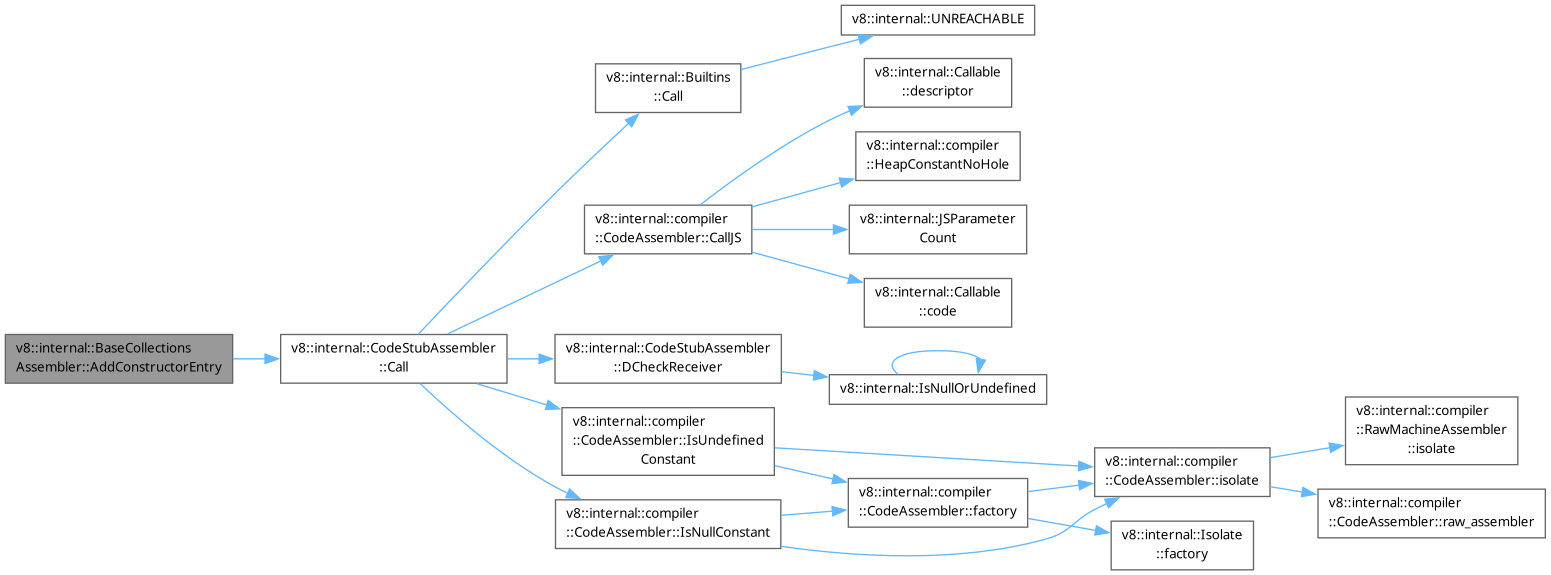 v8::internal::UNREACHABLE
v8::internal::Builtins
::Call
v8::internal::Callable
::descriptor
v8::internal::compiler
::HeapConstantNoHole
v8::internal::compiler
::CodeAssembler::CallJS
v8::internal::JSParameter
Count
v8::internal::Callable
::code
v8::internal::BaseCollections
Assembler::AddConstructorEntry
v8::internal::CodeStubAssembler
::Call
v8::internal::CodeStubAssembler
::DCheckReceiver
v8::internal::IsNullOrUndefined
v8::internal::compiler
::CodeAssembler::IsUndefined
Constant
v8::internal::compiler
::CodeAssembler::IsNullConstant
v8::internal::compiler
::CodeAssembler::factory
v8::internal::compiler
::CodeAssembler::isolate
v8::internal::Isolate
::factory
v8::internal::compiler
::RawMachineAssembler
::isolate
v8::internal::compiler
::CodeAssembler::raw_assembler